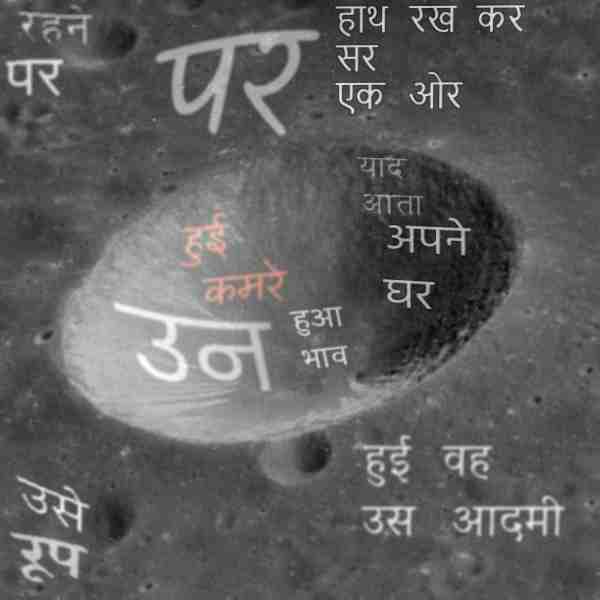 रहने
पर
पर
हाथ रख कर
सर
एक ओर
याद
आता
अपने
घर
हुई
कमरे
उन
हुआ
भाव
हुई वह
उस आदमी
उसे
रूप